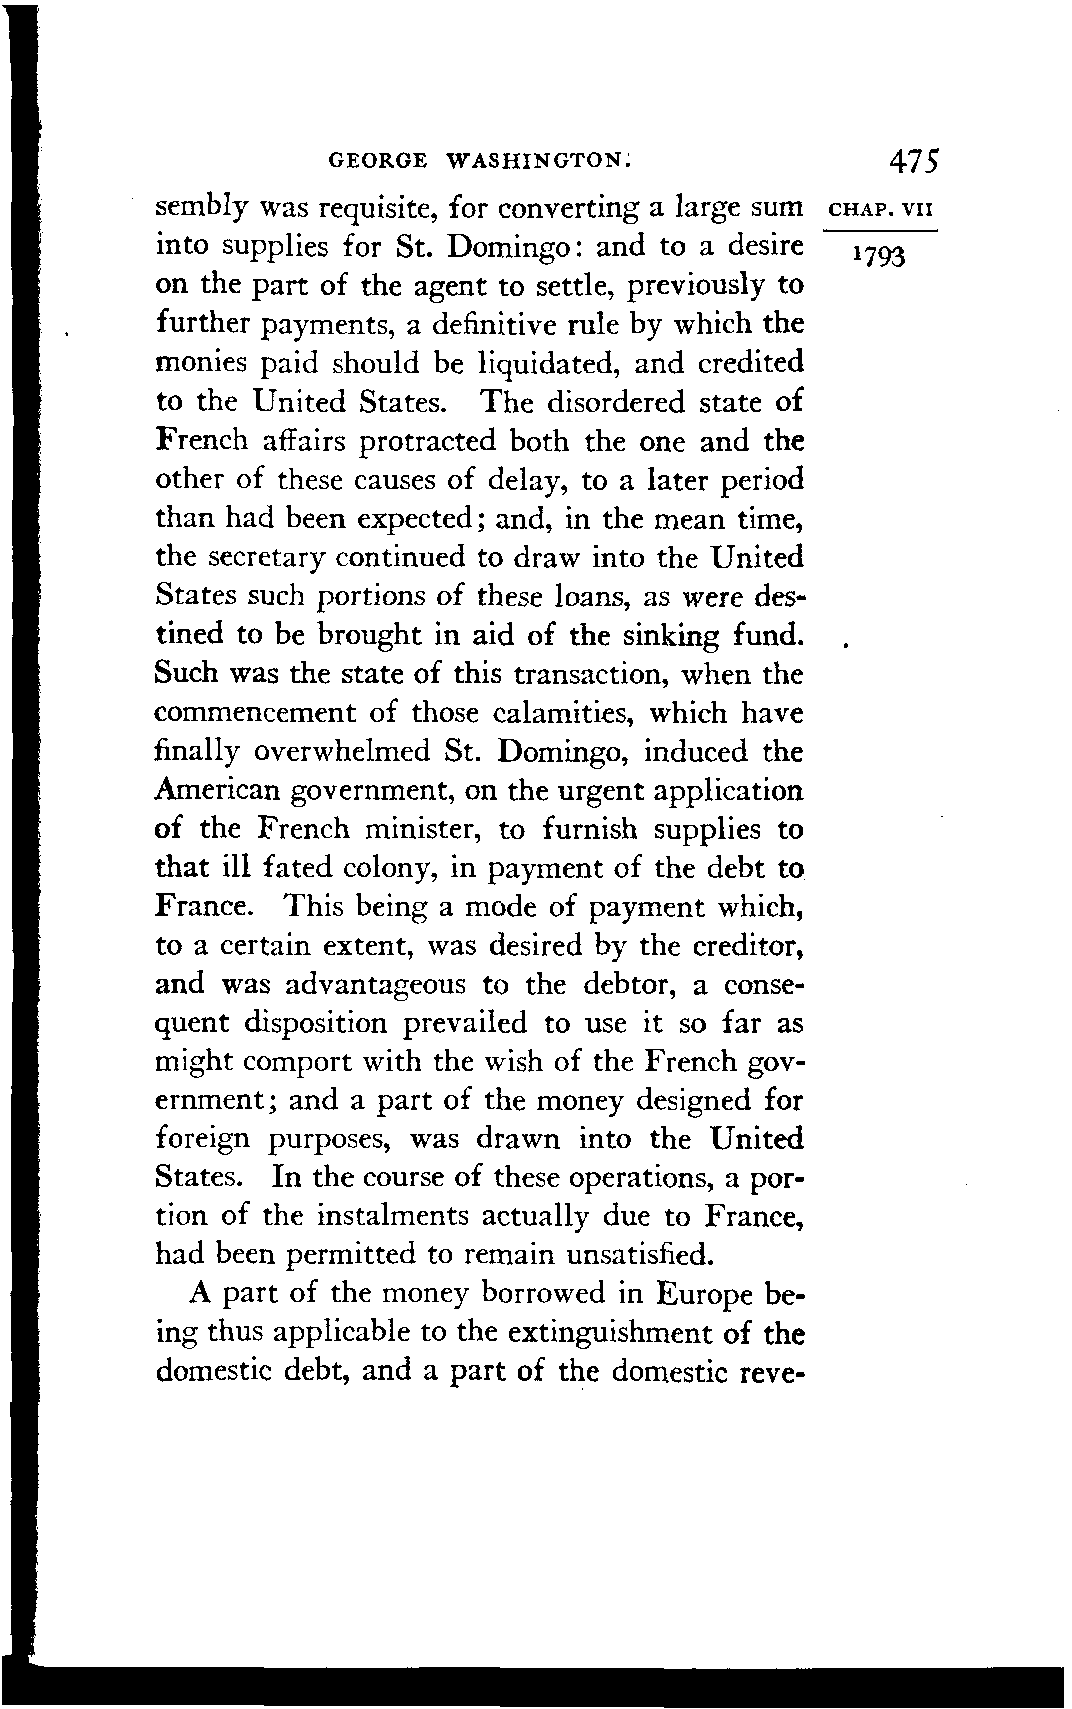 GEORGE WASHINGTON. 475
sembly was requisite, for converting a large sum CHAP. VII
into supplies for St. Domingo: and to a desire 1793
on the part of the agent to settle, previously to
further payments, a definitive rule by which the
monies paid should be liquidated, and credited
to the United States. The disordered state of
French affairs protracted both the one and the
other of these causes of delay, to a later period
than had been expected; and, in the mean time,
the secretary continued to draw into the United
States such portions of these loans, as were des-
tined to be brought in aid of the sinking fund.
Such was the state of this transaction, when the
commencement of those calamities, which have
finally overwhelmed St. Domingo, induced the
American government, on the urgent application
of the French minister, to furnish supplies to
that ill fated colony, in payment of the debt to
France. This being a mode of payment which,
to a certain extent, was desired by the creditor,
and was advantageous to the debtor, a conse-
quent disposition prevailed to use it so far as
might comport with the wish of the French gov-
ernment; and a part of the money designed for
foreign purposes, was drawn into the United
States. In the course of these operations, a por-
tion of the instalments actually due to France,
had been permitted to remain unsatisfied.
A part of the money borrowed in Europe be-
ing thus applicable to the extinguishment of the
domestic debt, and a part of the domestic reve-